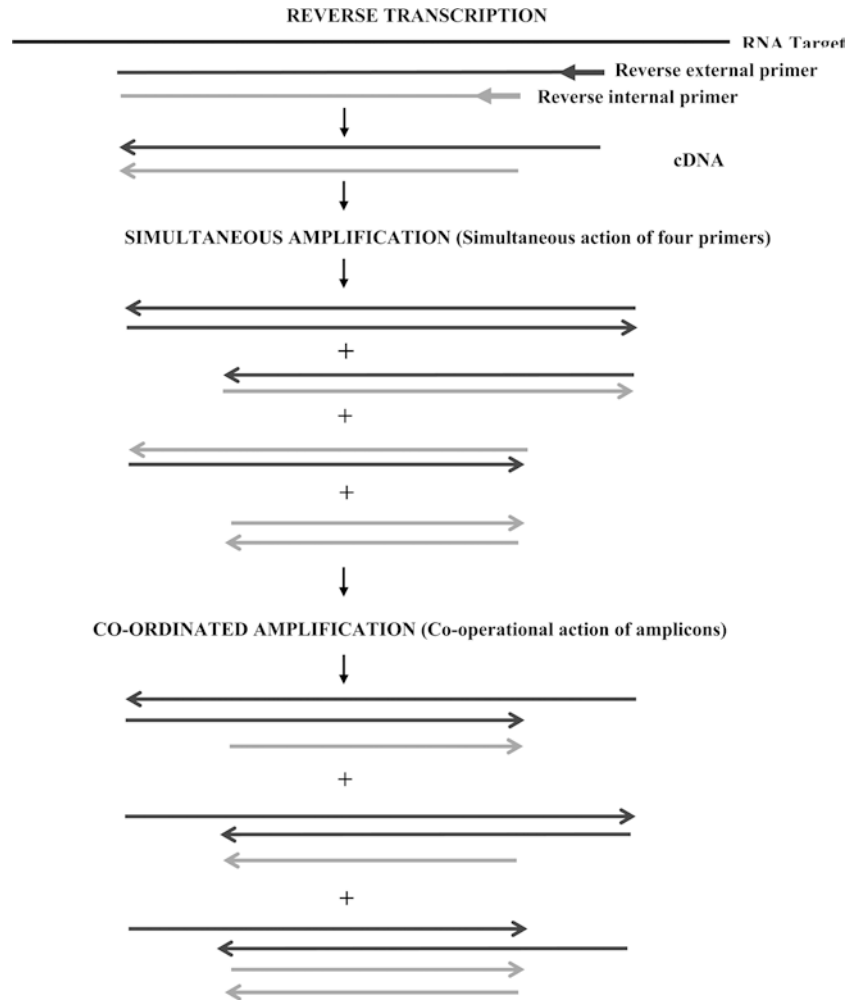 REVERSE TRANSCRIPTION
RNA Target
Reverse external primer
Reverse internal primer
cDNA
SIMULTANEOUS AMPLIFICATION (Simultaneous action of four primers)
+
+
+
CO-ORDINATED AMPLIFICATION (Co-operational action of amplicons)
+
+